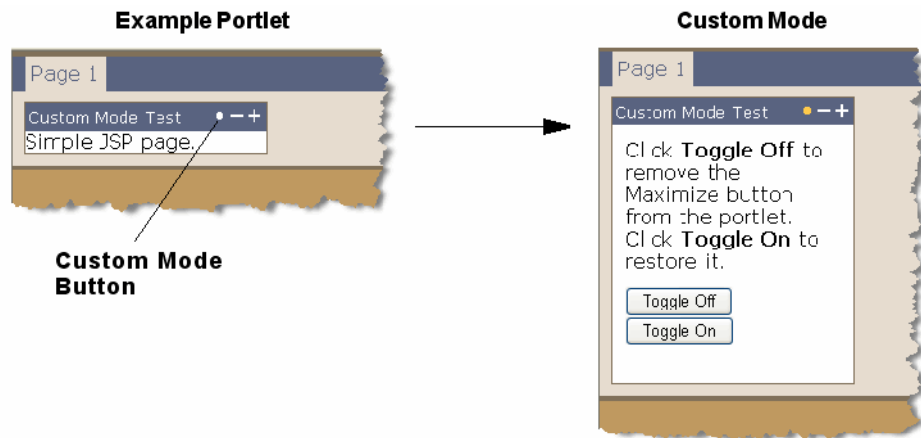 Example Portlet
Page 1
Custom Mode Test
Simple JSP page.
Custom Mode
Button
Custom Mode
Page 1
Custom Mode Test
Click Toggle Off to
remove the
Maximize button
from the portlet.
Click Toggle On to
restore it.
Toggle Off
Toggle On